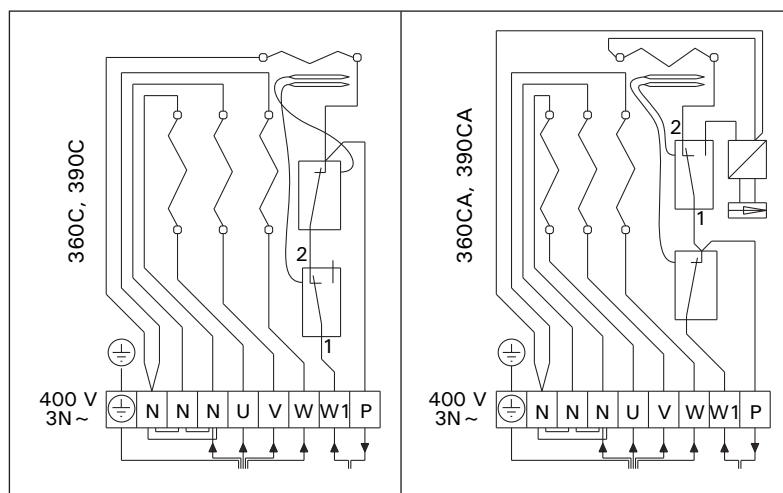 360C, 390C
2
1
400 V
3N~
N N N U V W W1 P
360CA, 390CA
2
1
400 V
3N~
N N N U V W W1 P